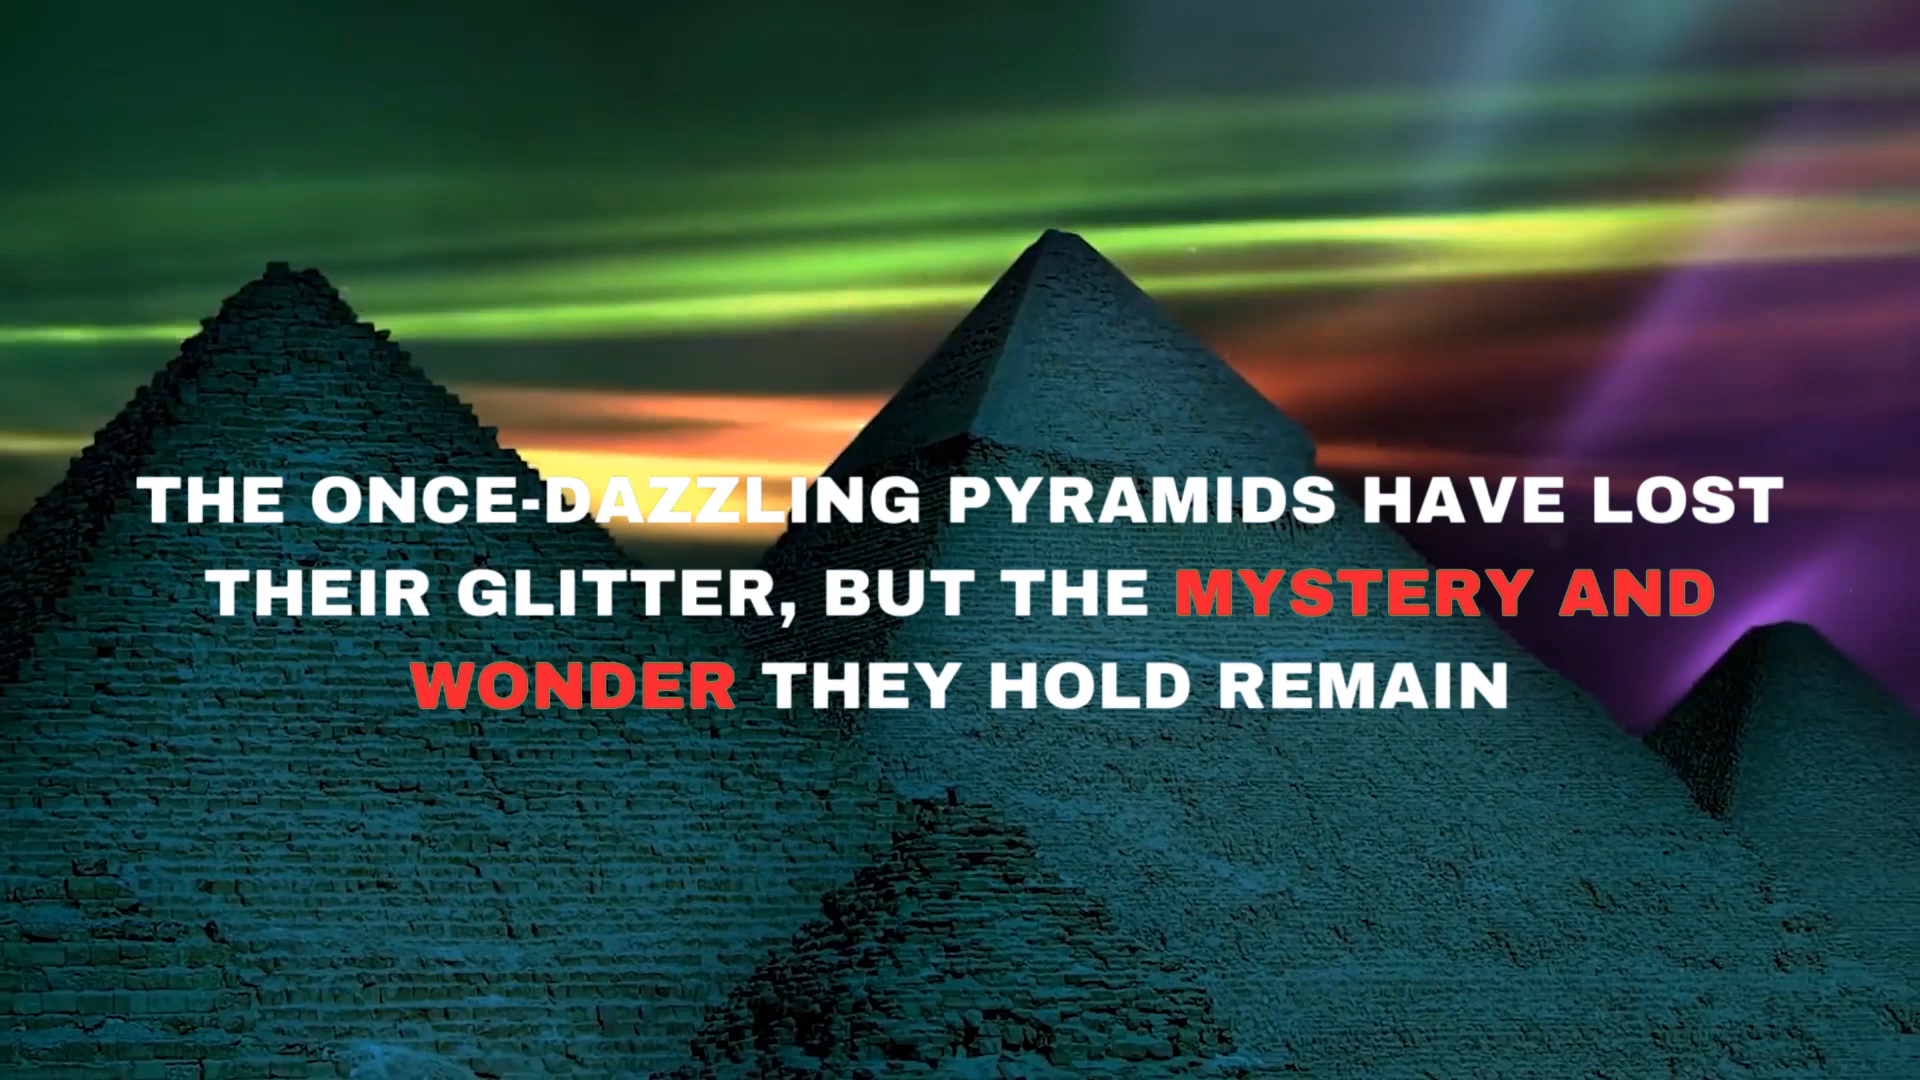 THE ONCE-DAZZLING PYRAMIDS HAVE LOST
THEIR GLITTER, BUT THE MYSTERY AND
WONDER THEY HOLD REMAIN